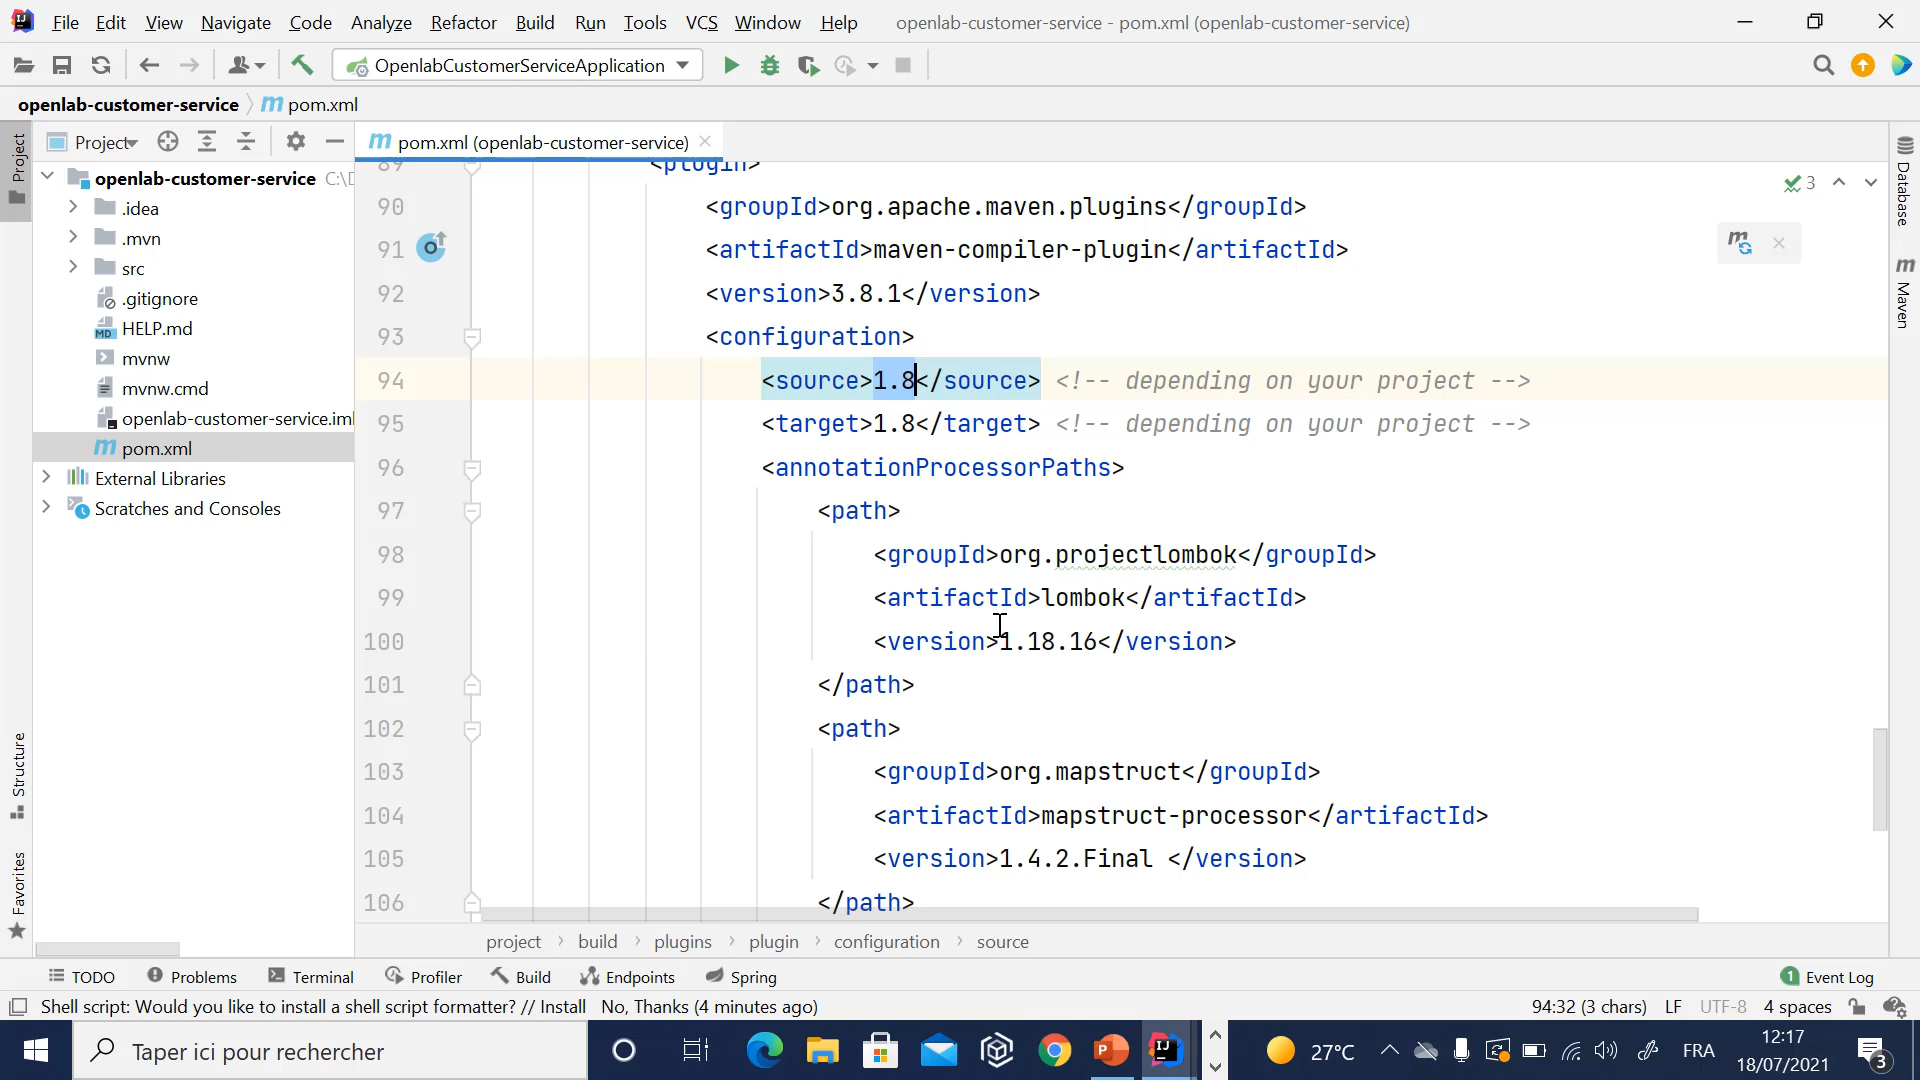 File Edit View Navigate Code Analyze Refactor Build Run Tools VCS Window Help openlab-customer-service - pom.xml (openlab-customer-service)
OpenlabCustomerServiceApplication
openlab-customer-service pom.xml
Project
pom.xml (openlab-customer-service)
openlab-customer-service C:\D
.idea
.mvn
src
.gitignore
HELP.md
mvnw
mvnw.cmd
openlab-customer-service.iml
pom.xml
External Libraries
Scratches and Consoles
Project
Structure
Favorites
89 <plugin>
90 <groupId>org.apache.maven.plugins</groupId>
91 <artifactId>maven-compiler-plugin</artifactId>
92 <version>3.8.1</version>
93 <configuration>
94 <source>1.8</source> <!-- depending on your project -->
95 <target>1.8</target> <!-- depending on your project -->
96 <annotationProcessorPaths>
97 <path>
98 <groupId>org.projectlombok</groupId>
99 <artifactId>lombok</artifactId>
100 <version>1.18.16</version>
101 </path>
102 <path>
103 <groupId>org.mapstruct</groupId>
104 <artifactId>mapstruct-processor</artifactId>
105 <version>1.4.2.Final </version>
106 </path>
3
Database
Maven
project › build › plugins › plugin › configuration › source
TODO Problems Terminal Profiler Build Endpoints Spring 1 Event Log
Shell script: Would you like to install a shell script formatter? // Install No, Thanks (4 minutes ago) 94:32 (3 chars) LF UTF-8 4 spaces
Taper ici pour rechercher
27°C FRA
12:17
18/07/2021
3